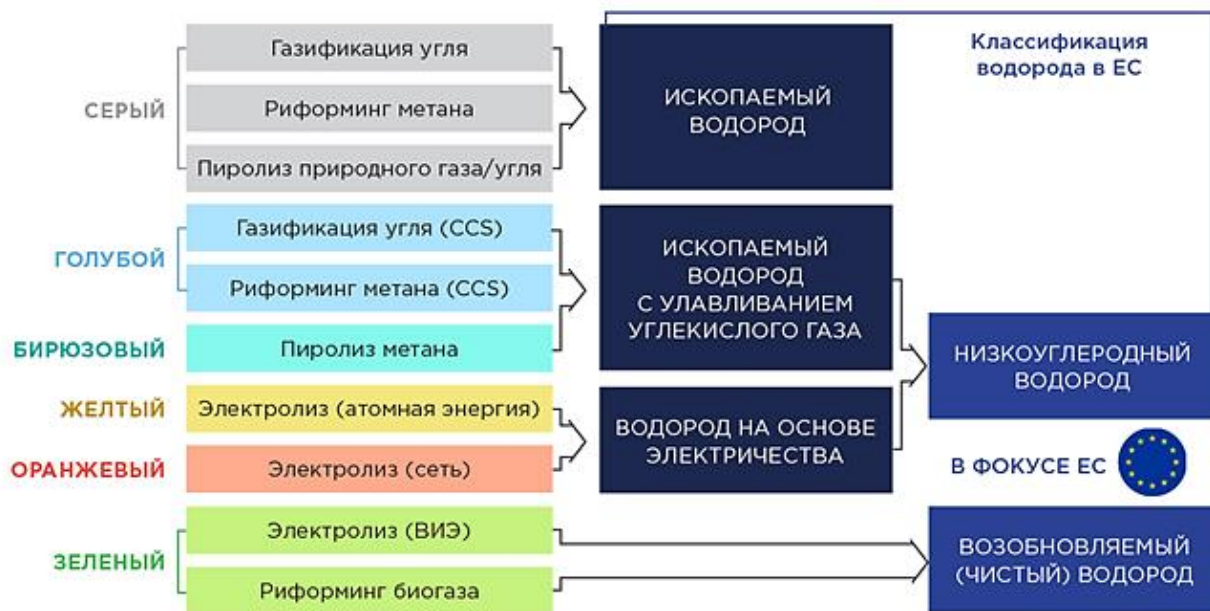 СЕРЫЙ
Газификация угля
Риформинг метана
Пиролиз природного газа/угля
ИСКОПАЕМЫЙ
ВОДОРОД
Классификация
водорода в ЕС
ГОЛУБОЙ
Газификация угля (CCS)
Риформинг метана (CCS)
БИРЮЗОВЫЙ
Пиролиз метана
ИСКОПАЕМЫЙ
ВОДОРОД
С УЛАВЛИВАНИЕМ
УГЛЕКИСЛОГО ГАЗА
ЖЕЛТЫЙ
Электролиз (атомная энергия)
ОРАНЖЕВЫЙ
Электролиз (сеть)
ВОДОРОД НА ОСНОВЕ
ЭЛЕКТРИЧЕСТВА
НИЗКОУГЛЕРОДНЫЙ
ВОДОРОД
В ФОКУСЕ ЕС
ЗЕЛЕНЫЙ
Электролиз (ВИЭ)
Риформинг биогаза
ВОЗОБНОВЛЯЕМЫЙ
(ЧИСТЫЙ) ВОДОРОД